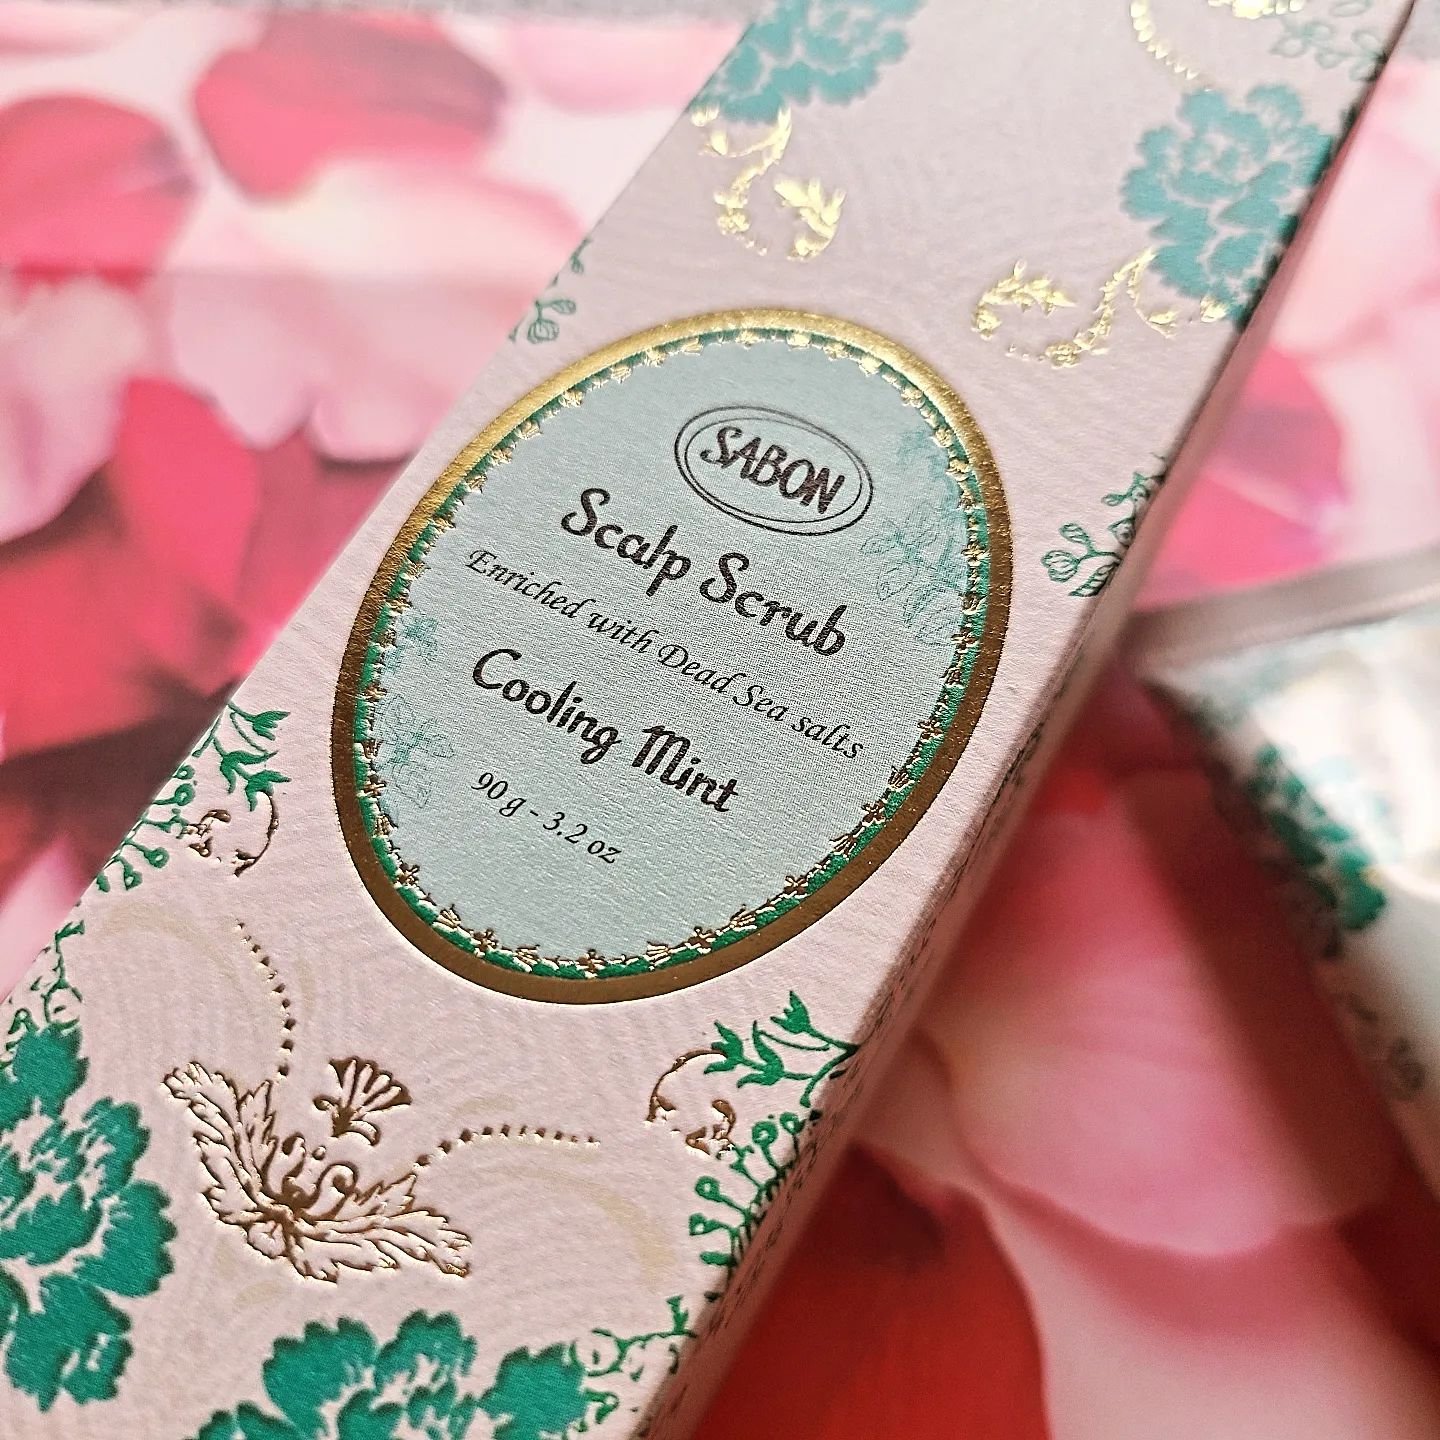 SABON
Scalp Scrub
Enriched with Dead Sea salts
Cooling Mint
90 g - 3.2 oz